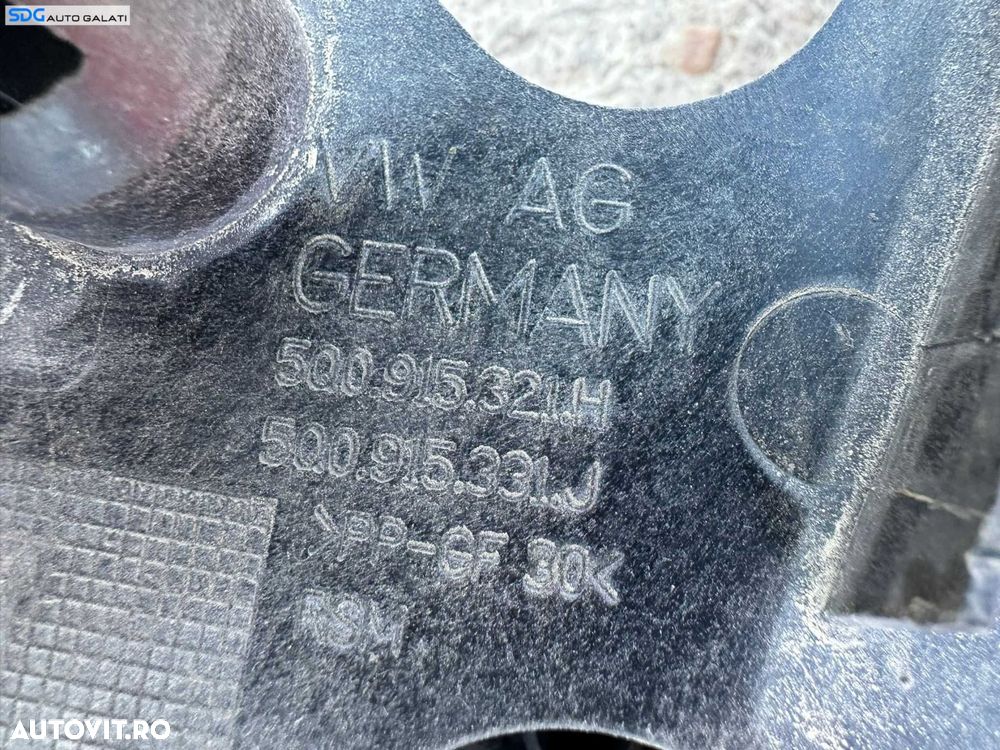 SDG AUTO GALATI
VW AG
GERMANY
5Q0.915.321.H
5Q0.915.331.J
>PP-GF 30<
AUTOVIT.RO